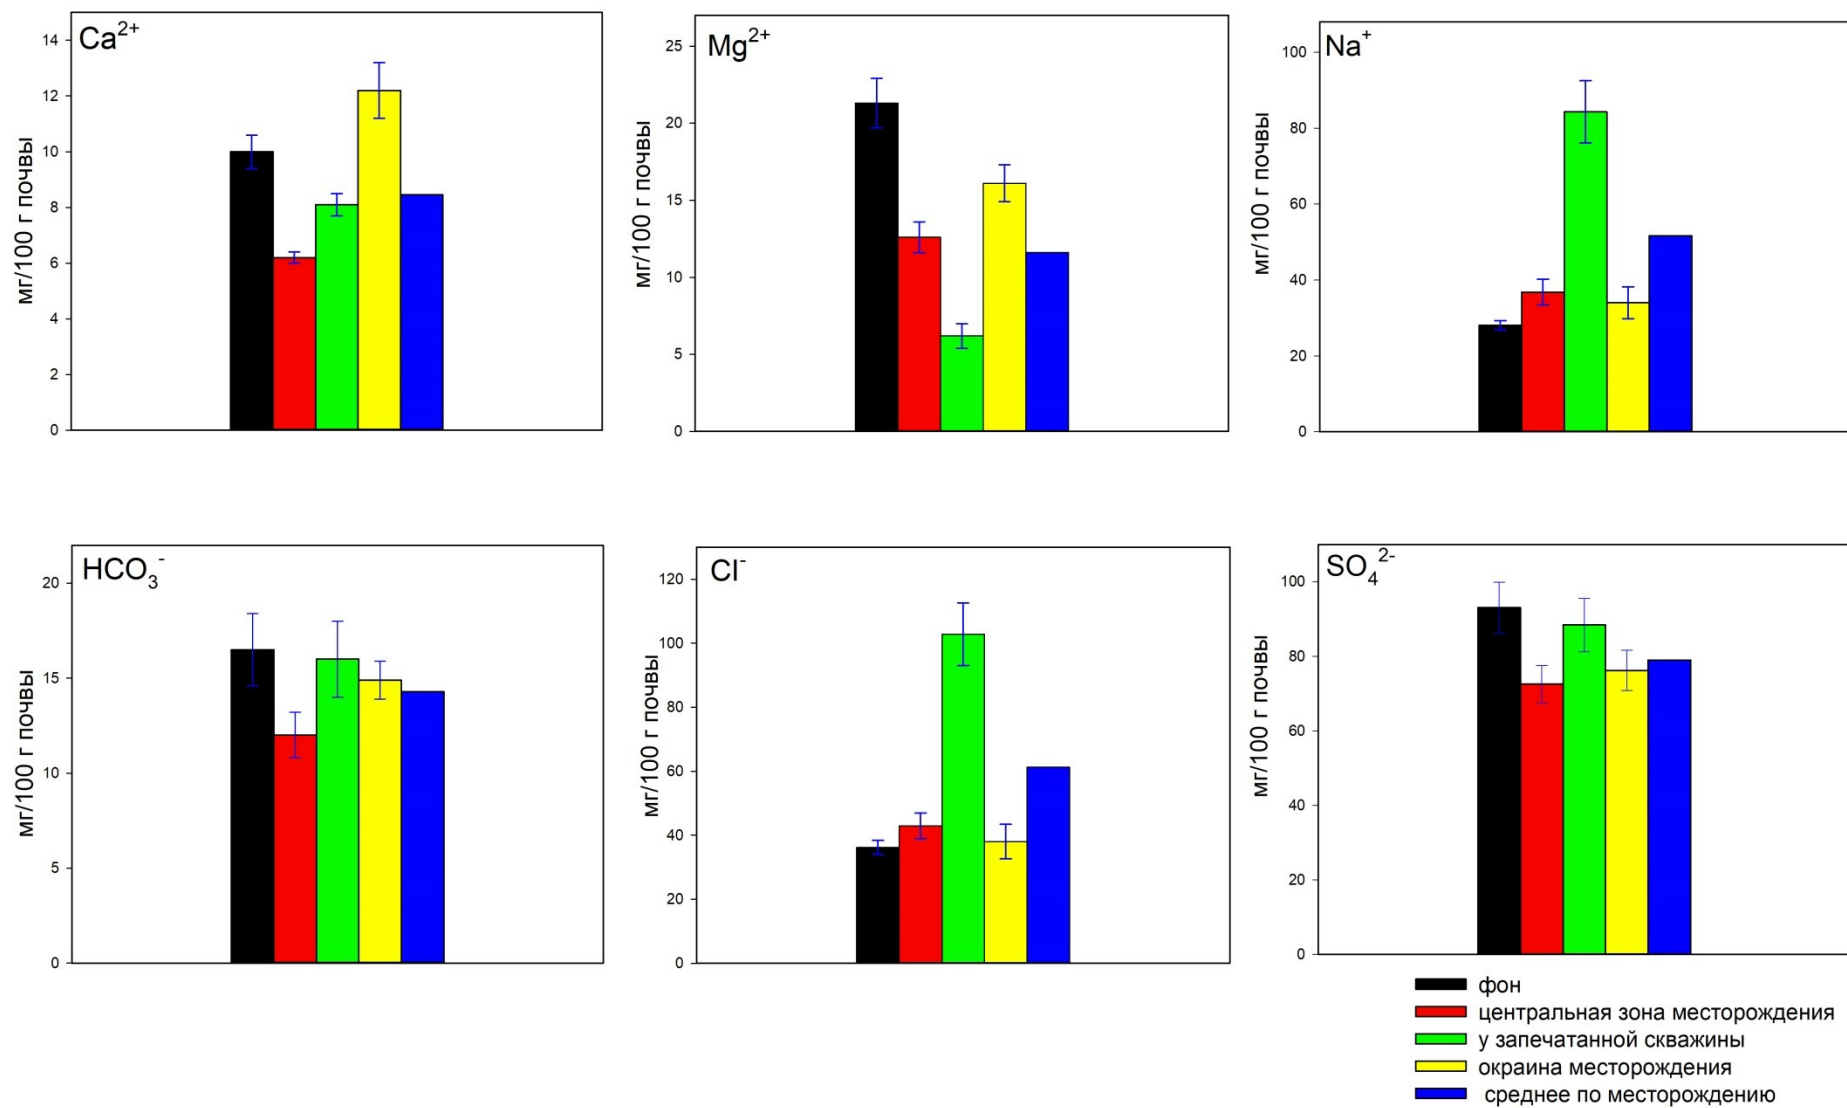 Ca²⁺
мг/100 г почвы
14
12
10
8
6
4
2
0
Mg²⁺
мг/100 г почвы
25
20
15
10
5
0
Na⁺
мг/100 г почвы
100
80
60
40
20
0
HCO₃⁻
мг/100 г почвы
20
15
10
5
0
Cl⁻
мг/100 г почвы
120
100
80
60
40
20
0
SO₄²⁻
мг/100 г почвы
100
80
60
40
20
0
фон
центральная зона месторождения
у запечатанной скважины
окраина месторождения
среднее по месторождению